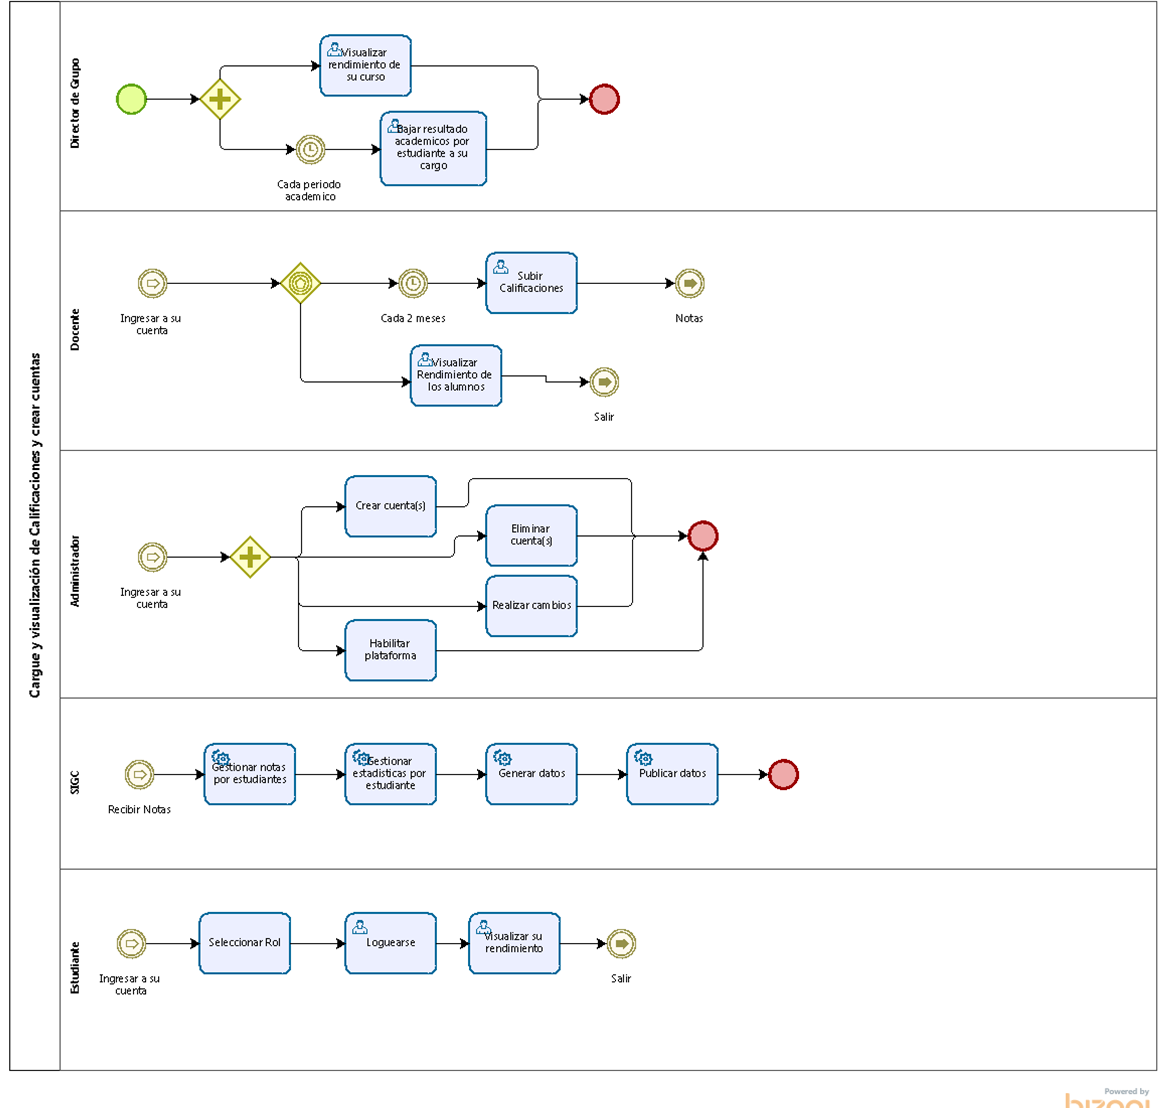 Cargue y visualización de Calificaciones y crear cuentas
Director de Grupo
Visualizar
rendimiento de
su curso
Bajar resultado
academicos por
estudiante a su
cargo
Cada periodo
academico
Docente
Ingresar a su
cuenta
Cada 2 meses
Subir
Calificaciones
Notas
Visualizar
Rendimiento de
los alumnos
Salir
Administrador
Ingresar a su
cuenta
Crear cuenta(s)
Eliminar
cuenta(s)
Realizar cambios
Habilitar
plataforma
SIGC
Recibir Notas
Gestionar notas
por estudiantes
Gestionar
estadisticas por
estudiante
Generar datos
Publicar datos
Estudiante
Ingresar a su
cuenta
Seleccionar Rol
Loguearse
Visualizar su
rendimiento
Salir
Powered by
bizagi